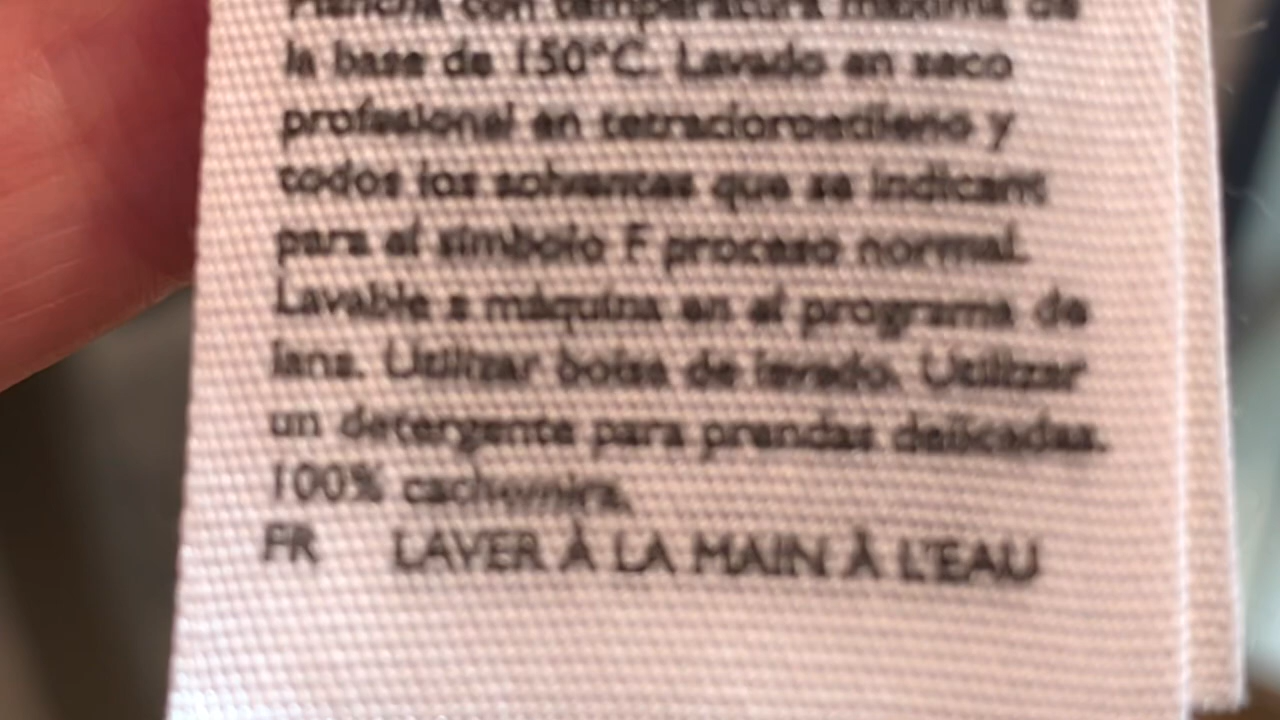 Plancha con temperatura máxima de
la base de 150°C. Lavado en seco
profesional en tetracloroetileno y
todos los solventes que se indicant
para el símbolo F proceso normal.
Lavable a máquina en el programa de
lana. Utilizar bolsa de lavado. Utilizar
un detergente para prendas delicadas.
100% cachemira.
FR LAVER À LA MAIN À L'EAU